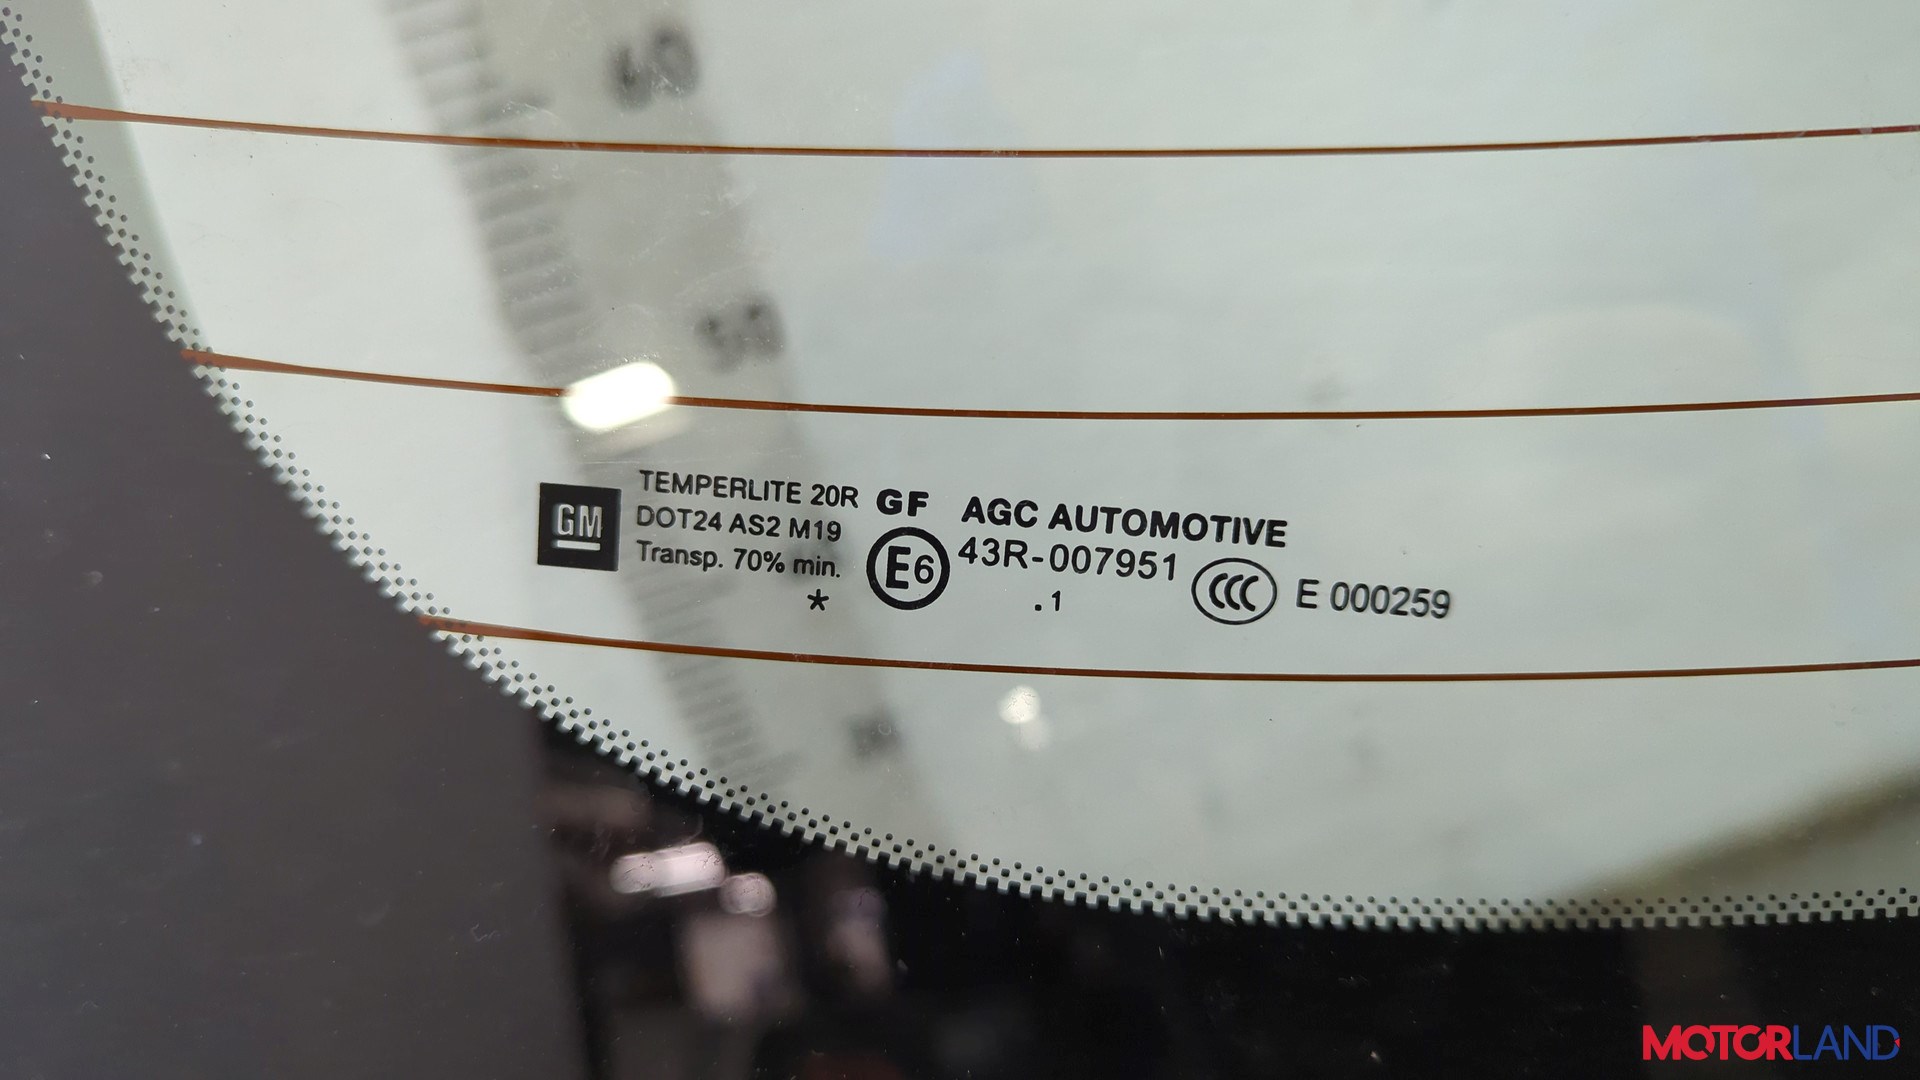 GM
TEMPERLITE 20R GF AGC AUTOMOTIVE
DOT24 AS2 M19
Transp. 70% min.
*
E6
43R-007951
.1
CCC E 000259
MOTORLAND